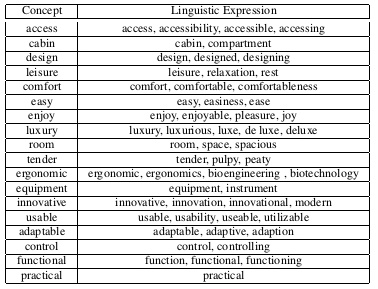 Concept Linguistic Expression
access access, accessibility, accessible, accessing
cabin cabin, compartment
design design, designed, designing
leisure leisure, relaxation, rest
comfort comfort, comfortable, comfortableness
easy easy, easiness, ease
enjoy enjoy, enjoyable, pleasure, joy
luxury luxury, luxurious, luxe, de luxe, deluxe
room room, space, spacious
tender tender, pulpy, peaty
ergonomic ergonomic, ergonomics, bioengineering , biotechnology
equipment equipment, instrument
innovative innovative, innovation, innovational, modern
usable usable, usability, useable, utilizable
adaptable adaptable, adaptive, adaption
control control, controlling
functional function, functional, functioning
practical practical